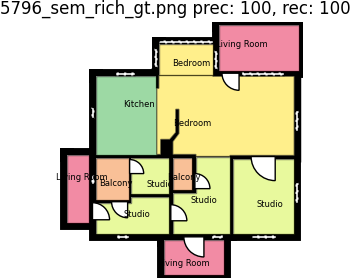 5796_sem_rich_gt.png prec: 100, rec: 100
Living Room
Bedroom
Kitchen
Bedroom
Living Room
Balcony
Studio
Balcony
Studio
Studio
Studio
Living Room